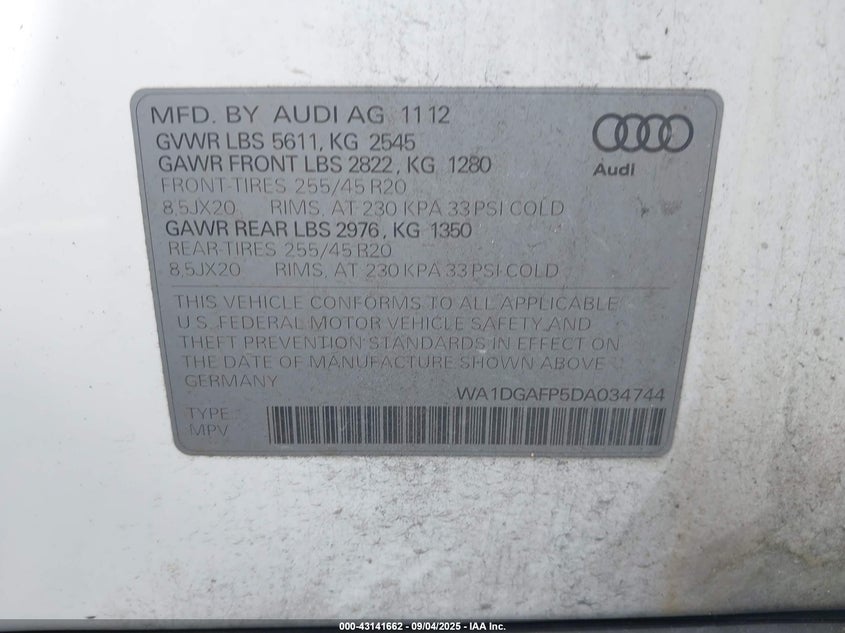 MFD. BY AUDI AG 11 12
GVWR LBS 5611, KG 2545
GAWR FRONT LBS 2822, KG 1280
FRONT-TIRES 255/45 R20
8,5JX20 RIMS, AT 230 KPA 33 PSI COLD
GAWR REAR LBS 2976, KG 1350
REAR-TIRES 255/45 R20
8,5JX20 RIMS, AT 230 KPA 33 PSI COLD
Audi
THIS VEHICLE CONFORMS TO ALL APPLICABLE
U.S. FEDERAL MOTOR VEHICLE SAFETY AND
THEFT PREVENTION STANDARDS IN EFFECT ON
THE DATE OF MANUFACTURE SHOWN ABOVE
GERMANY
WA1DGAFP5DA034744
TYPE:
MPV
000-43141662 - 09/04/2025 - IAA Inc.